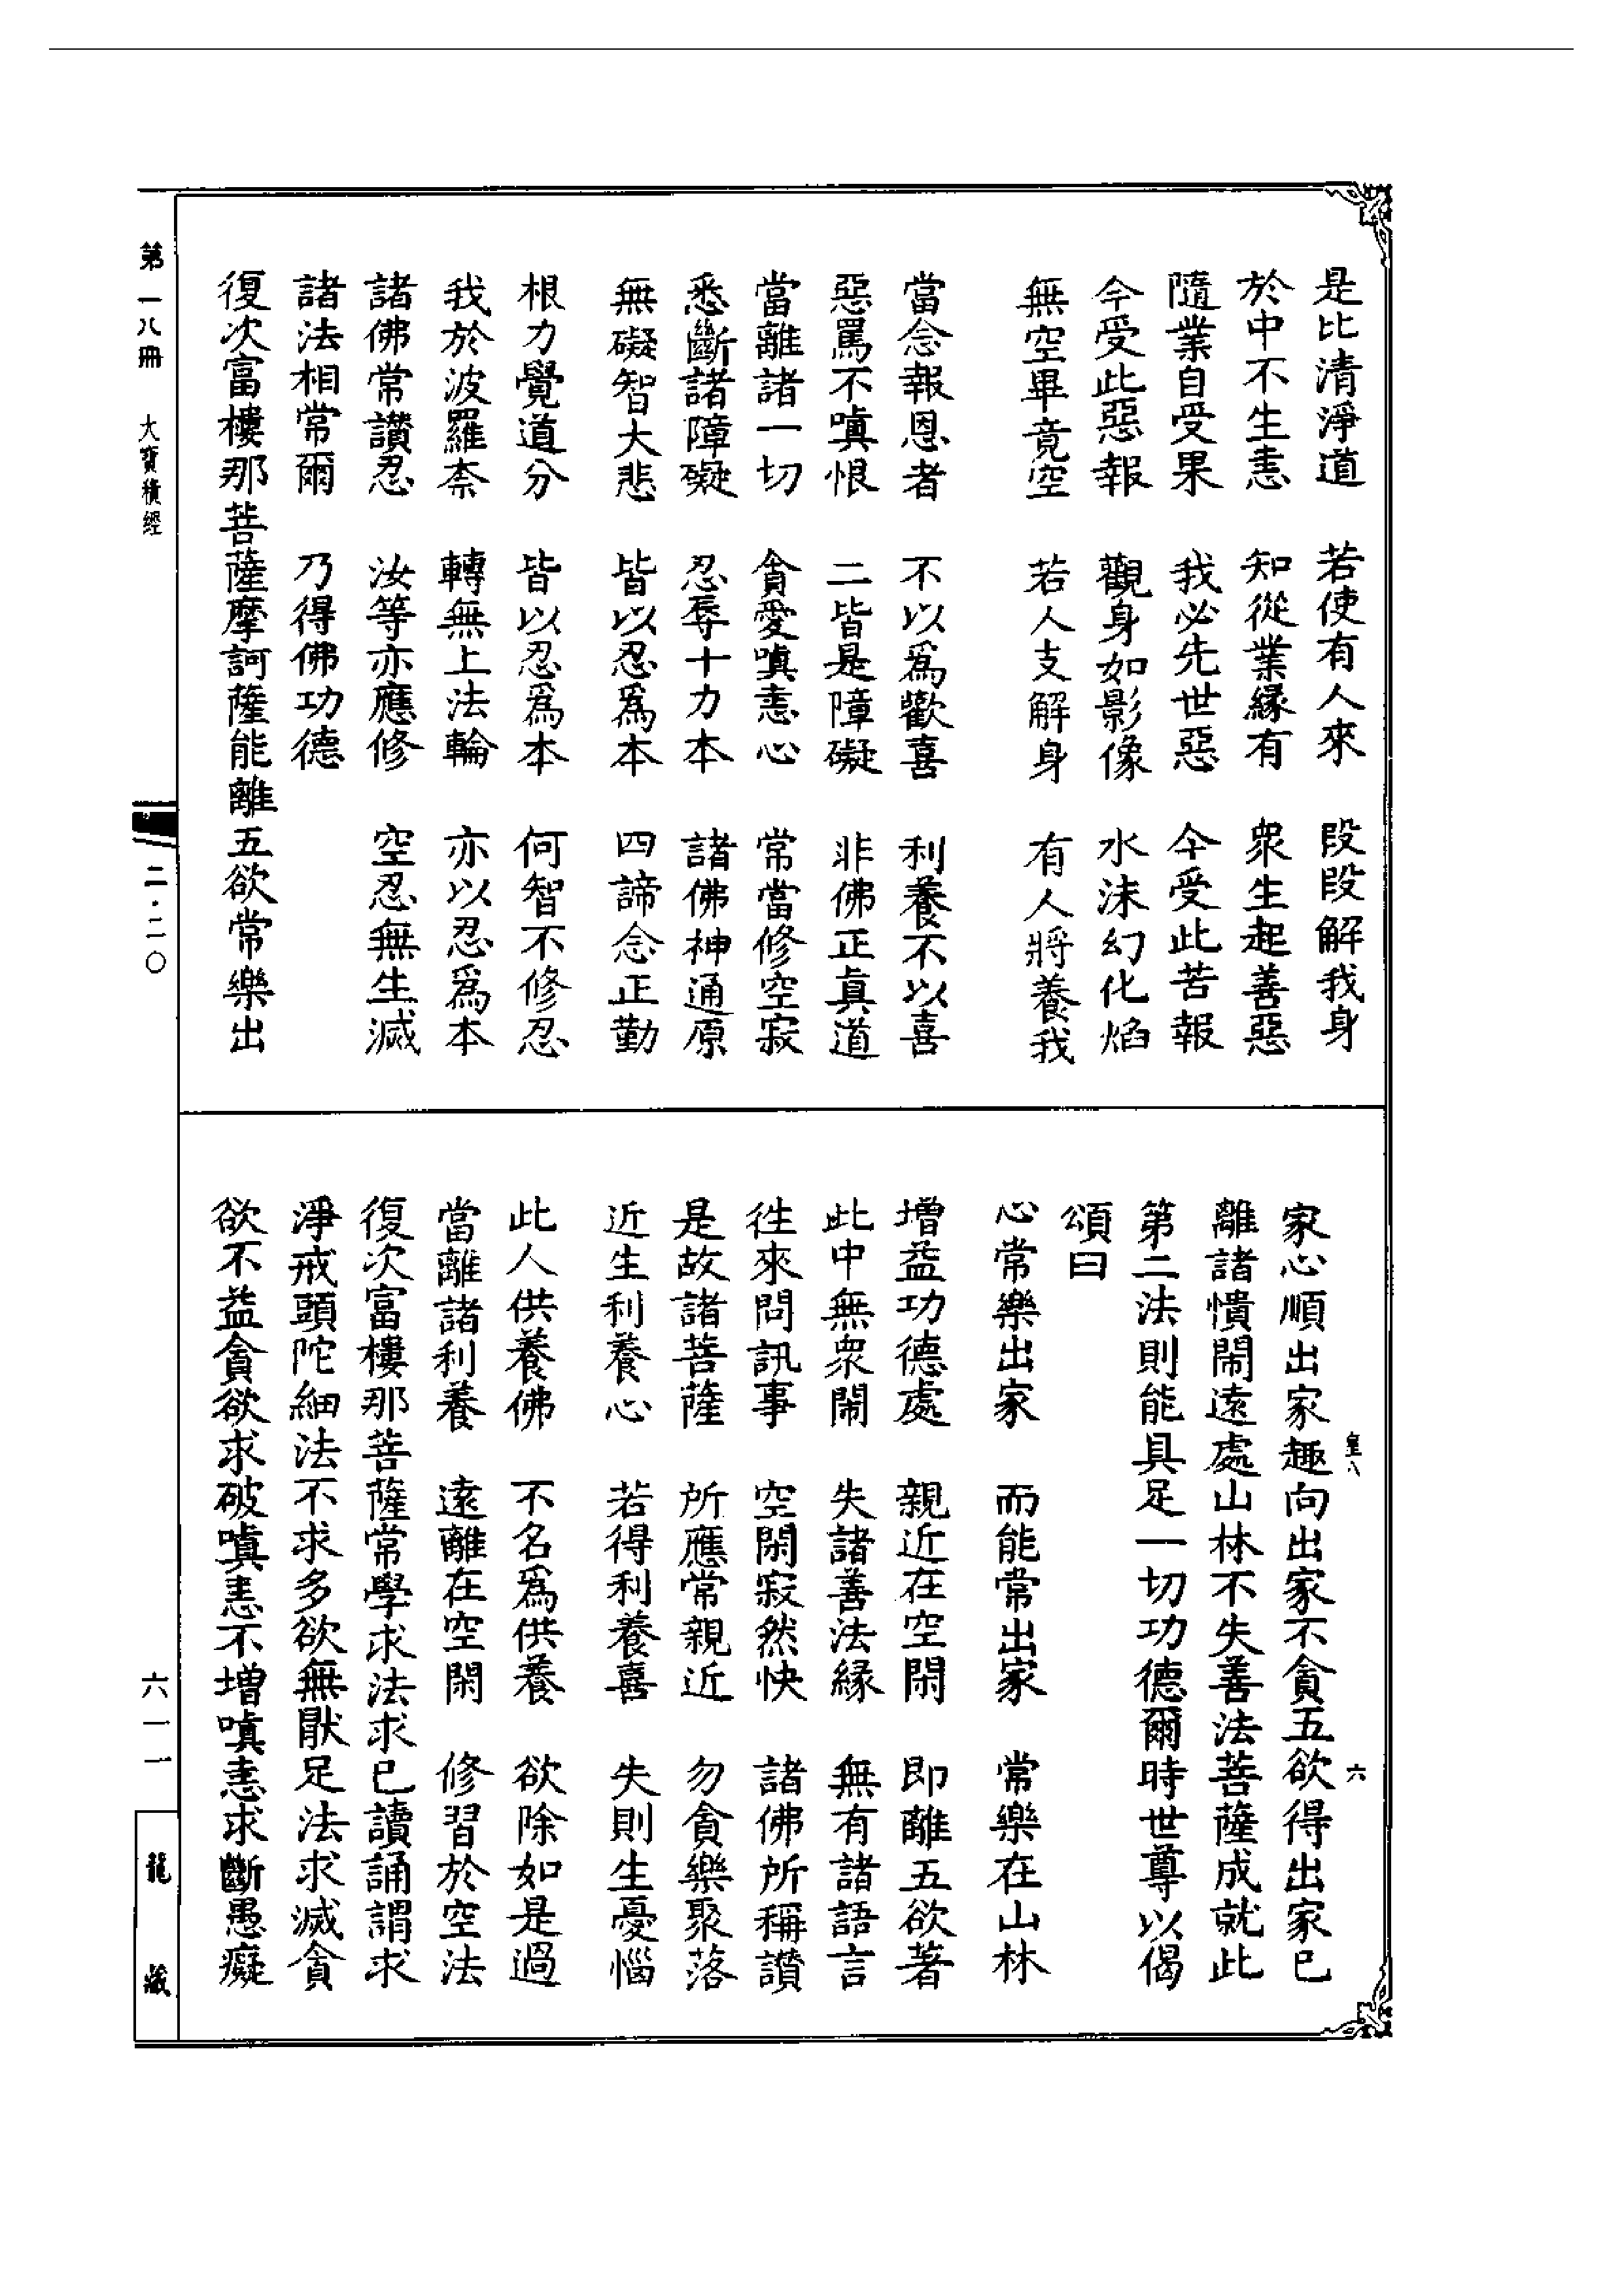 是比清淨道　若使有人來　段段解我身
於中不生恚　知從業縁有　衆生起善惡
隨業自受果　我必先世惡　今受此苦報
今受此惡報　觀身如影像　水沫幻化焰
無空畢竟空　若人支解身　有人將養我
當念報恩者　不以爲歡喜　利養不以喜
惡罵不嗔恨　二皆是障礙　非佛正真道
當離諸一切　貪愛嗔恚心　常當修空寂
悉斷諸障礙　忍辱十力本　諸佛神通原
無礙智大悲　皆以忍爲本　四諦念正勤
根力覺道分　皆以忍爲本　何智不修忍
我於波羅柰　轉無上法輪　亦以忍爲本
諸佛常讃忍　汝等亦應修　空忍無生滅
諸法相常爾　乃得佛功德
復次富樓那菩薩摩訶薩能離五欲常樂出
家心順出家趣向出家不貪五欲得出家已
離諸憒閙遠處山林不失善法菩薩成就此
第二法則能具足一切功德爾時世尊以偈
頌曰
心常樂出家　而能常出家　常樂在山林
增益功德處　親近在空閑　即離五欲著
此中無衆閙　失諸善法縁　無有諸語言
徃來問訊事　空閑寂然快　諸佛所稱讃
是故諸菩薩　所應常親近　勿貪樂聚落
近生利養心　若得利養喜　失則生憂惱
此人供養佛　不名爲供養　欲除如是過
當離諸利養　遠離在空閑　修習於空法
復次富樓那菩薩常學求法求已讀誦謂求
淨戒頭陀細法不求多欲無猒足法求滅貪
欲不益貪欲求破嗔恚不增嗔恚求斷愚癡
皇八
六
第一八冊　大寶積經
二·二〇
六一一
龍藏